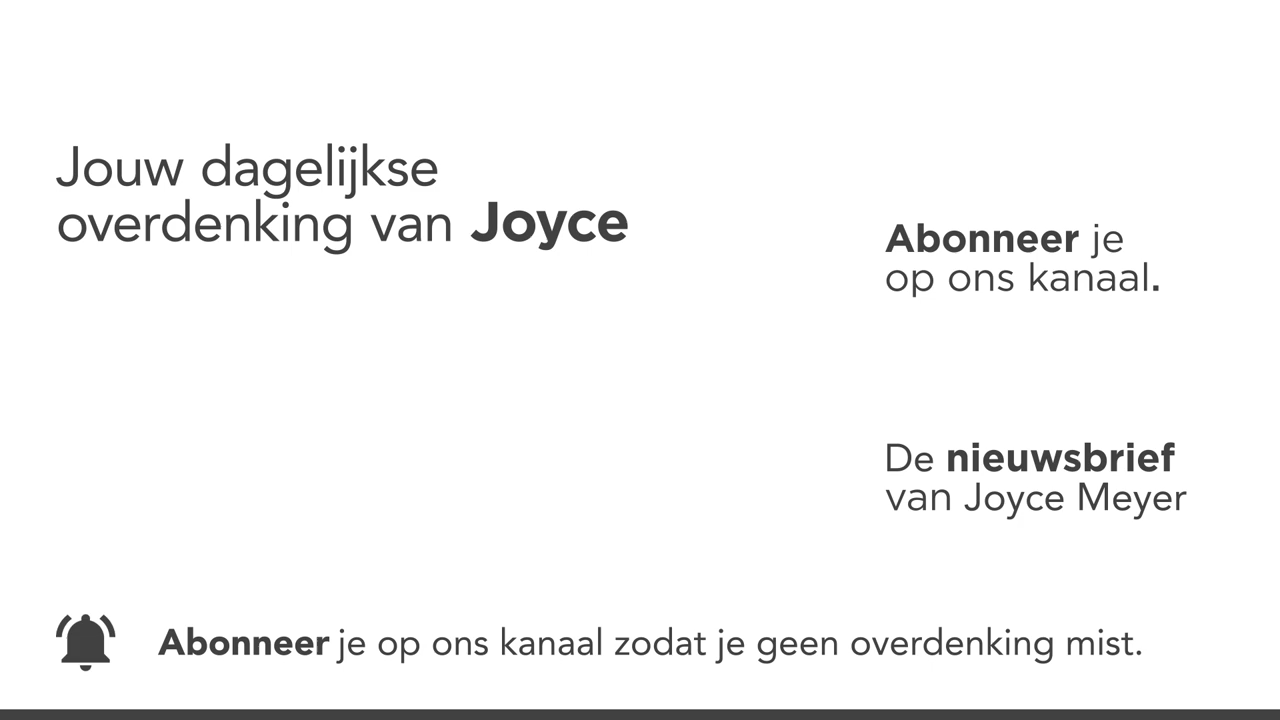 Jouw dagelijkse
overdenking van Joyce
Abonneer je
op ons kanaal.
De nieuwsbrief
van Joyce Meyer
Abonneer je op ons kanaal zodat je geen overdenking mist.